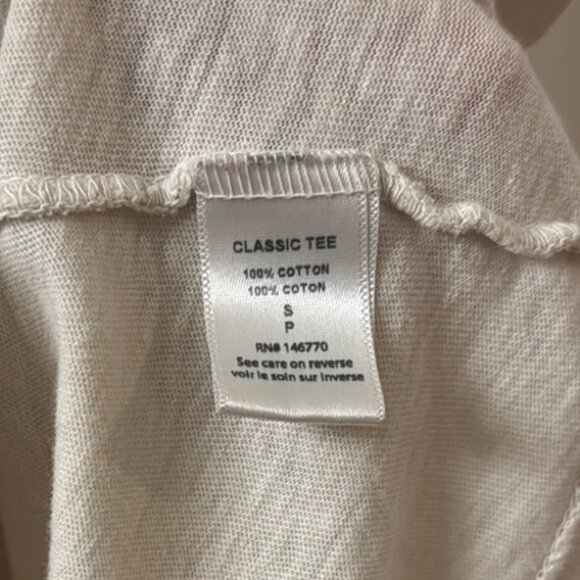 CLASSIC TEE
100% COTTON
100% COTON
S
P
RN# 146770
See care on reverse
voir le soin sur inverse